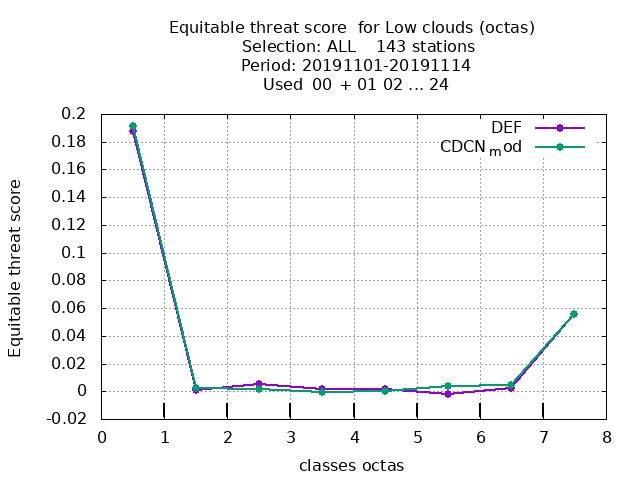 Equitable threat score  for Low clouds (octas)
Selection: ALL    143 stations
Period: 20191101-20191114
Used  00  + 01 02 ... 24
DEF
CDCNmod
0.2
0.18
0.16
0.14
0.12
0.1
0.08
0.06
0.04
0.02
0
-0.02
Equitable threat score
0 1 2 3 4 5 6 7 8
classes octas